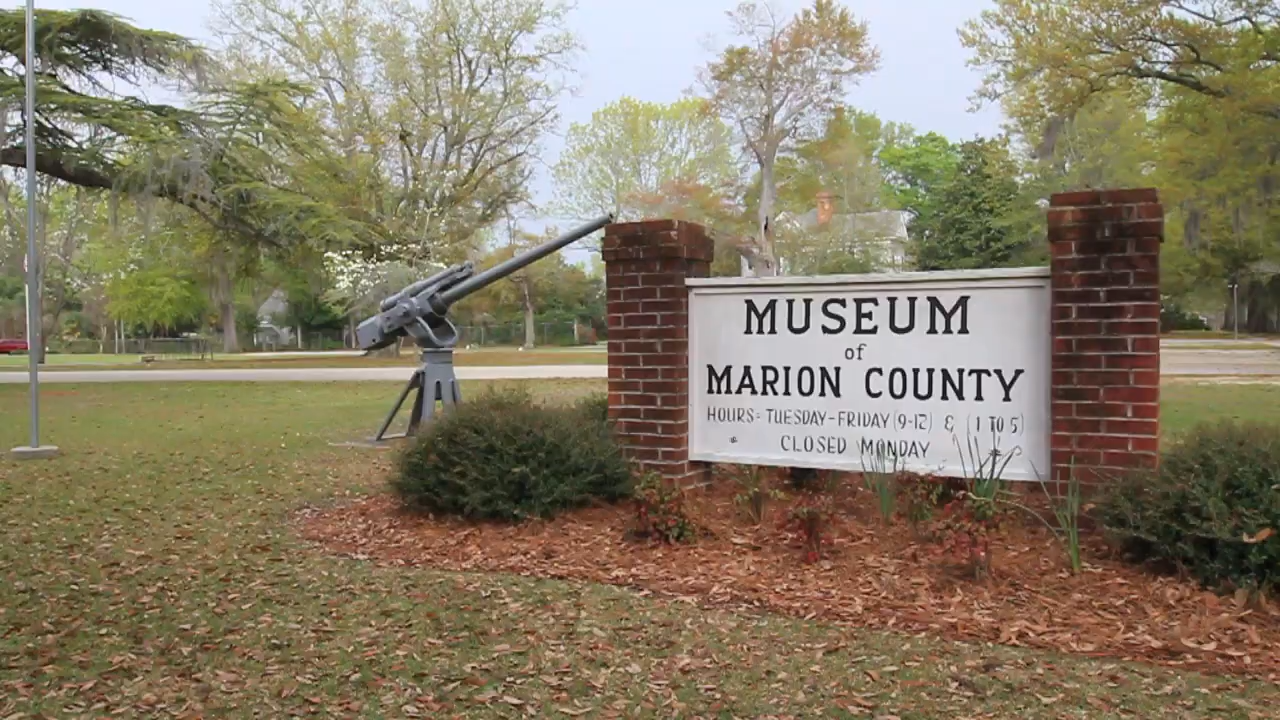 MUSEUM
of
MARION COUNTY
HOURS: TUESDAY-FRIDAY (9-12) & (1 TO 5)
CLOSED MONDAY